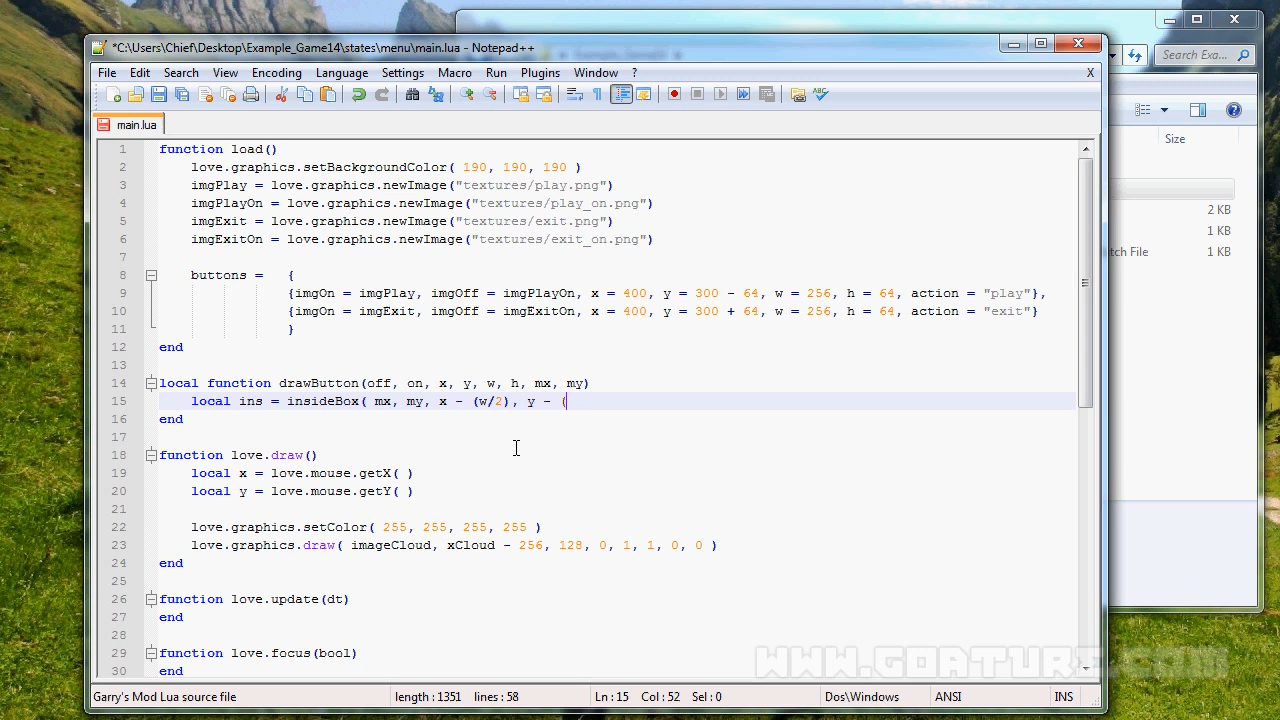 *C:\Users\Chief\Desktop\Example_Game14\states\menu\main.lua - Notepad++
Search Exa...
File Edit Search View Encoding Language Settings Macro Run Plugins Window ? X
main.lua
Size
2 KB
1 KB
tch File 1 KB
1 function load()
2 love.graphics.setBackgroundColor( 190, 190, 190 )
3 imgPlay = love.graphics.newImage("textures/play.png")
4 imgPlayOn = love.graphics.newImage("textures/play_on.png")
5 imgExit = love.graphics.newImage("textures/exit.png")
6 imgExitOn = love.graphics.newImage("textures/exit_on.png")
7
8 buttons = {
9 {imgOn = imgPlay, imgOff = imgPlayOn, x = 400, y = 300 - 64, w = 256, h = 64, action = "play"},
10 {imgOn = imgExit, imgOff = imgExitOn, x = 400, y = 300 + 64, w = 256, h = 64, action = "exit"}
11 }
12 end
13
14 local function drawButton(off, on, x, y, w, h, mx, my)
15 local ins = insideBox( mx, my, x - (w/2), y - (
16 end
17
18 function love.draw()
19 local x = love.mouse.getX( )
20 local y = love.mouse.getY( )
21
22 love.graphics.setColor( 255, 255, 255, 255 )
23 love.graphics.draw( imageCloud, xCloud - 256, 128, 0, 1, 1, 0, 0 )
24 end
25
26 function love.update(dt)
27 end
28
29 function love.focus(bool)
30 end
www.GOATURE.com
Garry's Mod Lua source file length : 1351 lines : 58 Ln : 15 Col : 52 Sel : 0 Dos\Windows ANSI INS